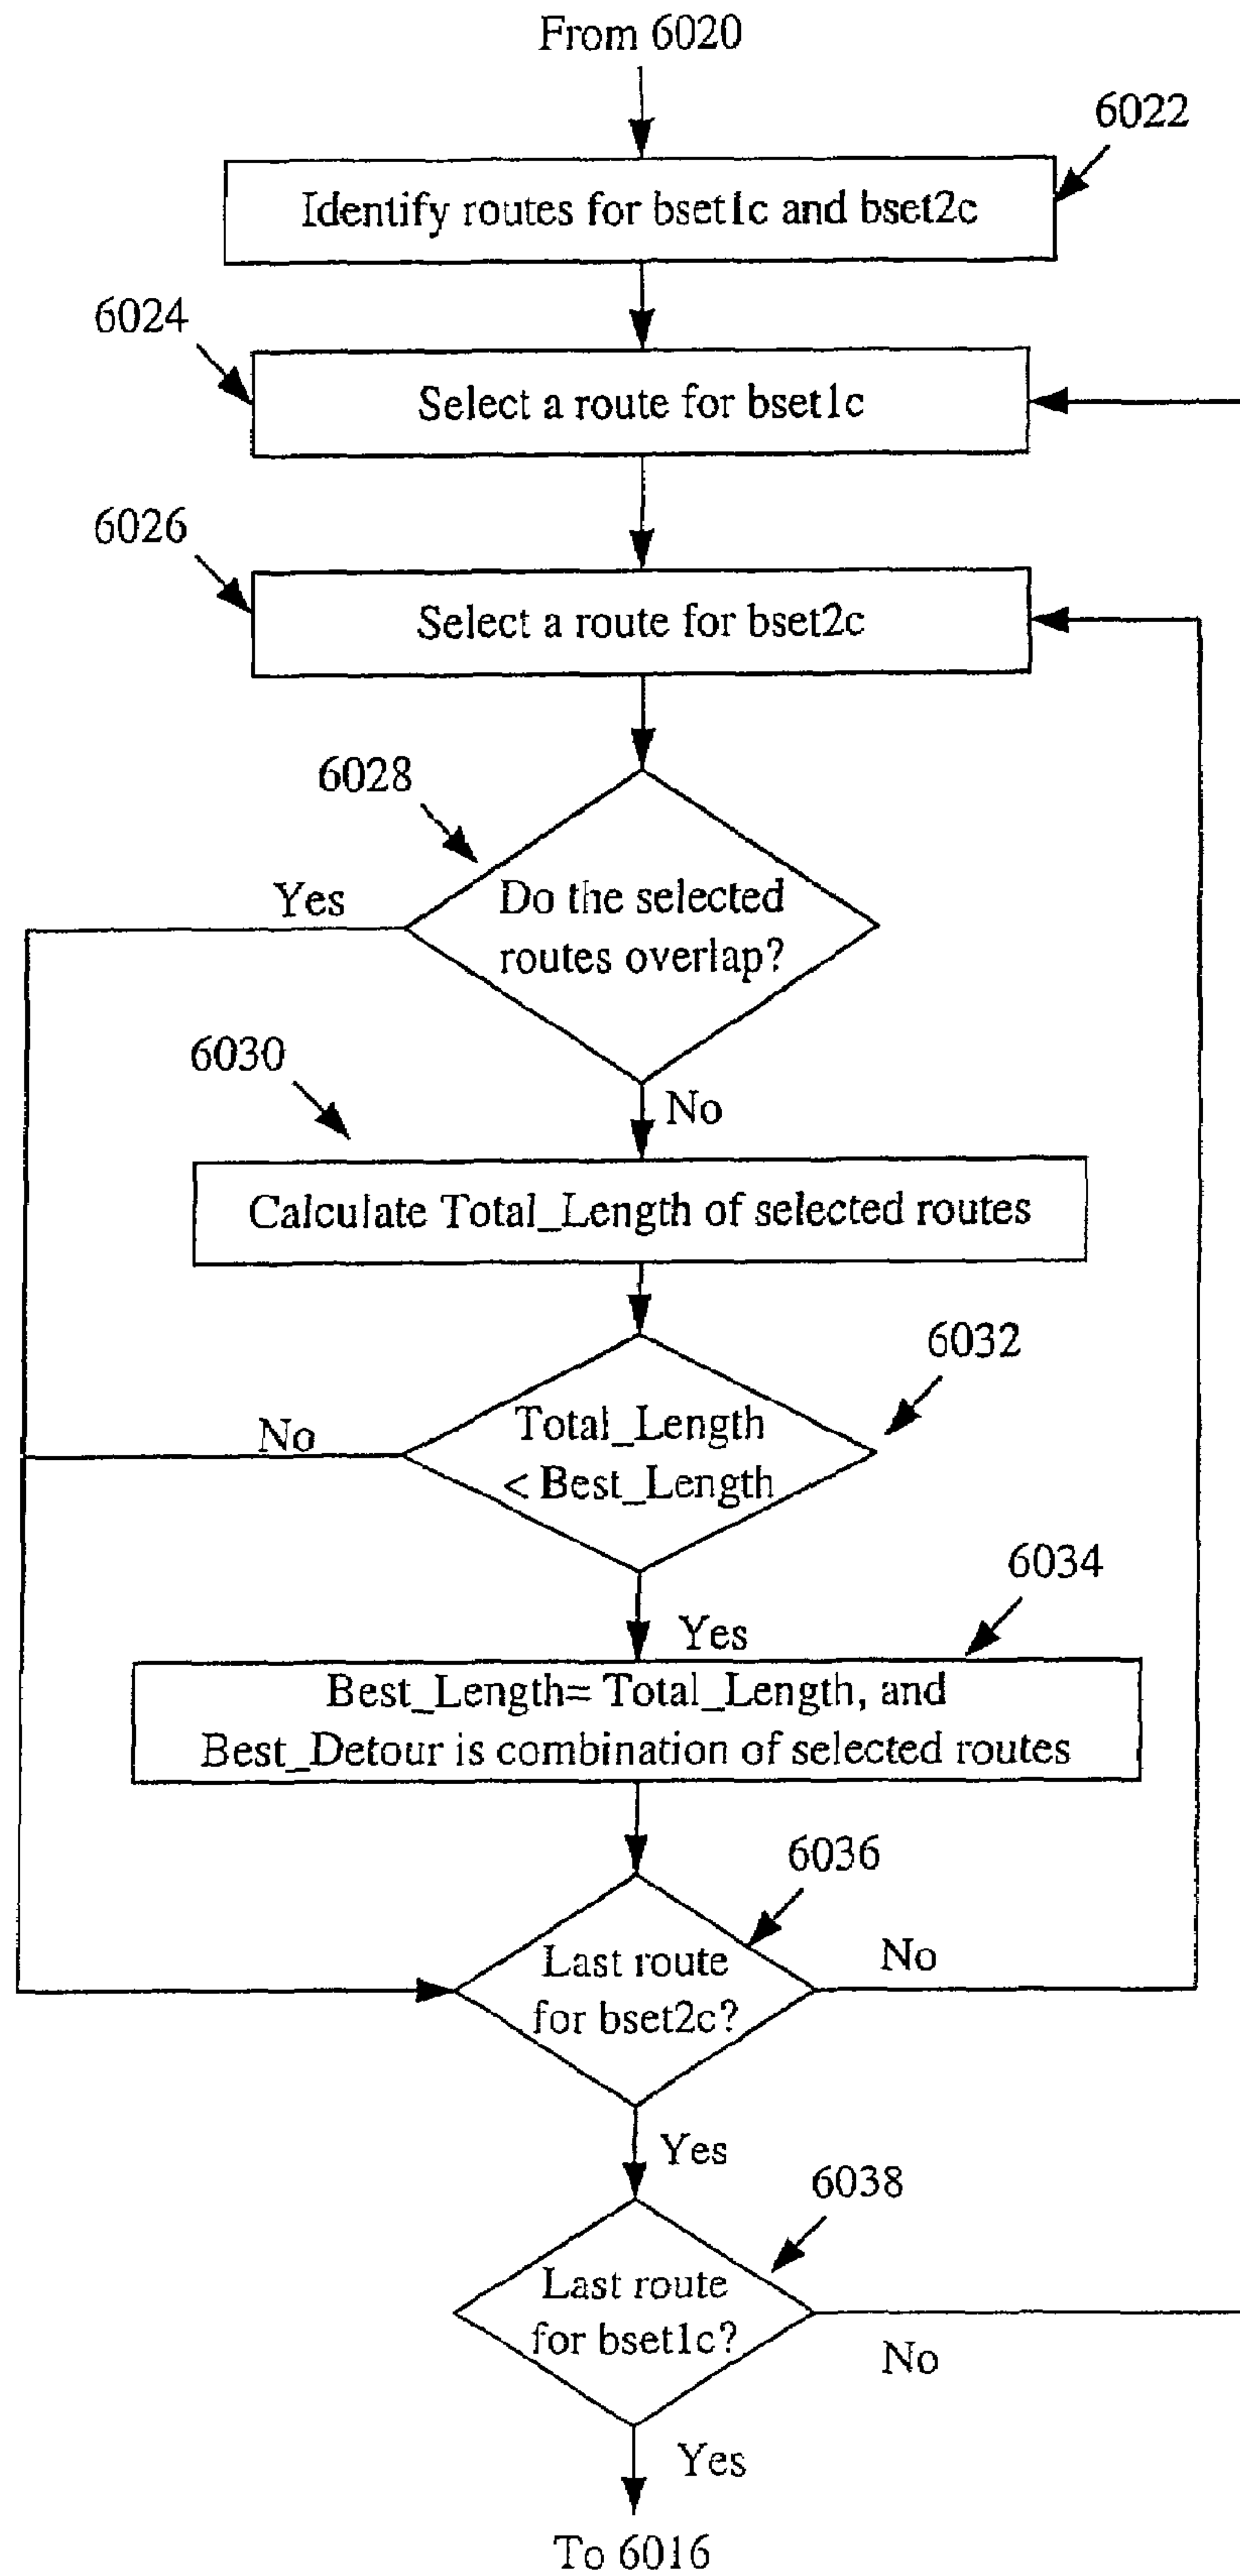 From 6020
6022
Identify routes for bset1c and bset2c
6024
Select a route for bset1c
6026
Select a route for bset2c
6028
Yes
Do the selected
routes overlap?
6030
No
Calculate Total_Length of selected routes
6032
No
Total_Length
< Best_Length
6034
Yes
Best_Length= Total_Length, and
Best_Detour is combination of selected routes
6036
Last route
for bset2c?
No
Yes
6038
Last route
for bset1c?
No
Yes
To 6016